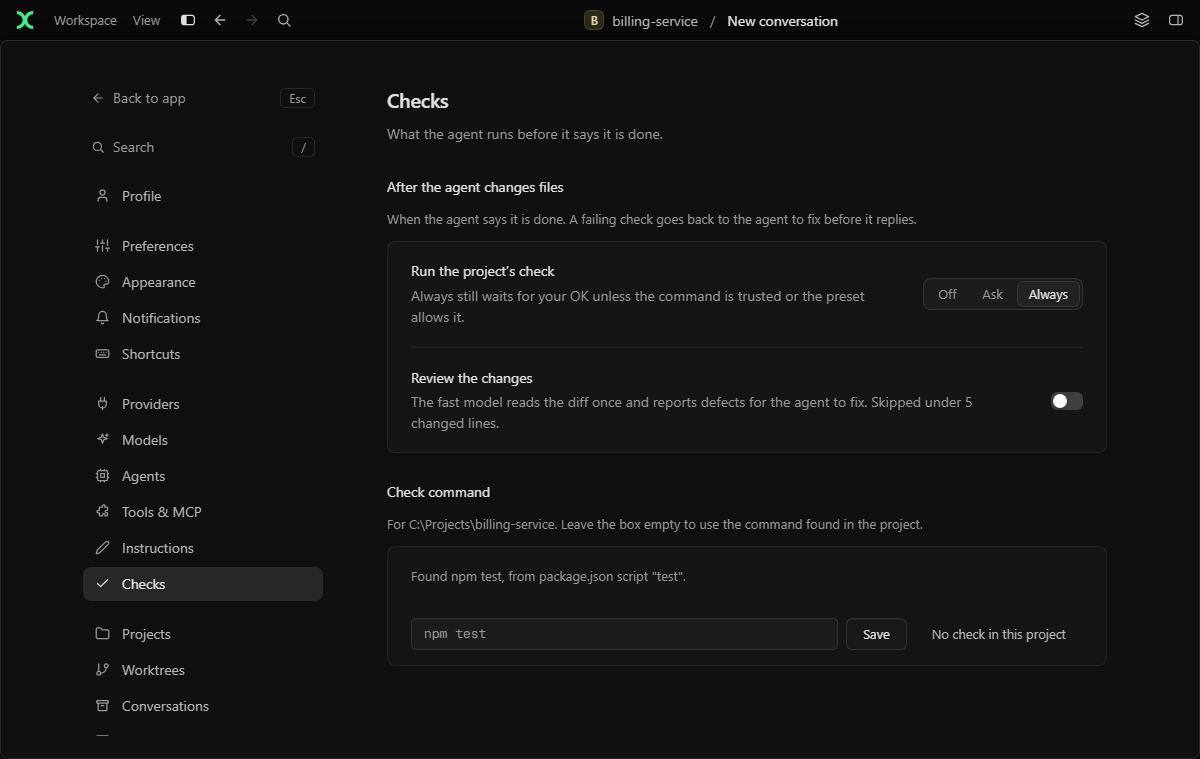 Workspace View
B billing-service / New conversation
Back to app Esc
Search /
Profile
Preferences
Appearance
Notifications
Shortcuts
Providers
Models
Agents
Tools & MCP
Instructions
Checks
Projects
Worktrees
Conversations
Checks
What the agent runs before it says it is done.
After the agent changes files
When the agent says it is done. A failing check goes back to the agent to fix before it replies.
Run the project's check
Always still waits for your OK unless the command is trusted or the preset
allows it.
Off Ask Always
Review the changes
The fast model reads the diff once and reports defects for the agent to fix. Skipped under 5
changed lines.
Check command
For C:\Projects\billing-service. Leave the box empty to use the command found in the project.
Found npm test, from package.json script "test".
npm test Save No check in this project